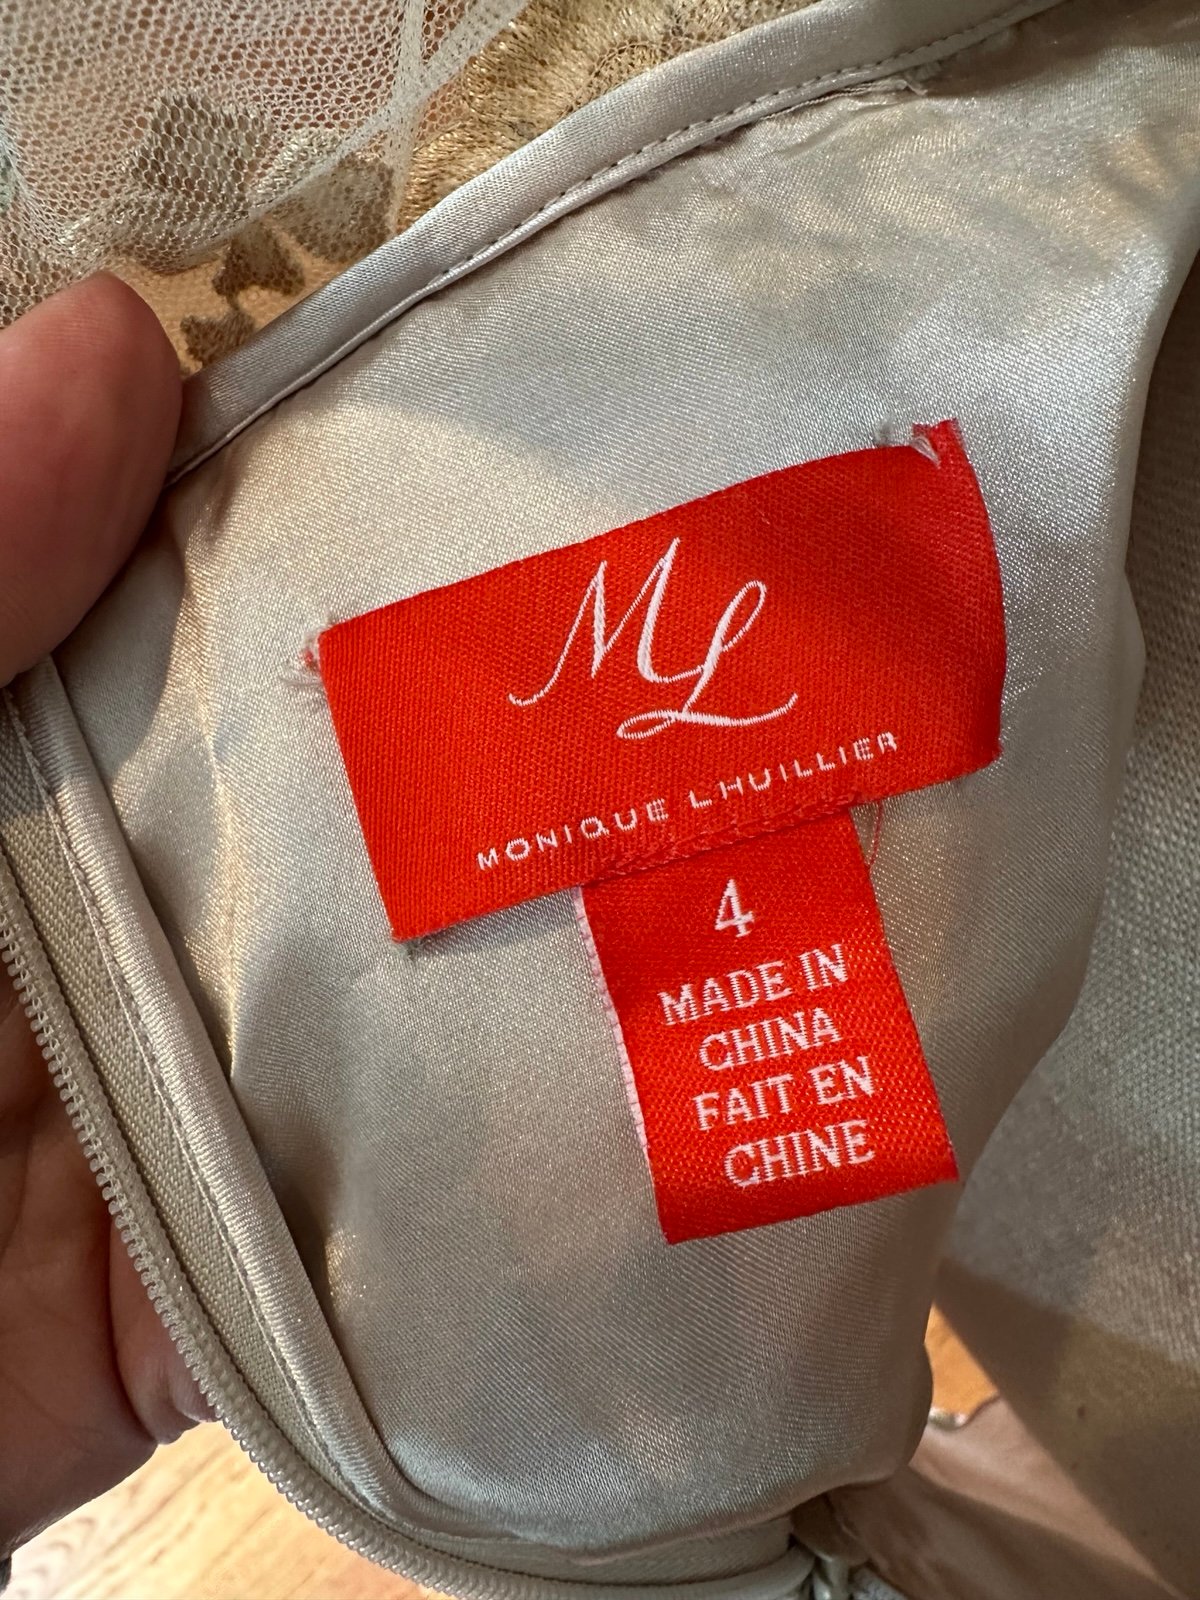 ML
MONIQUE LHUILLIER
4
MADE IN
CHINA
FAIT EN
CHINE